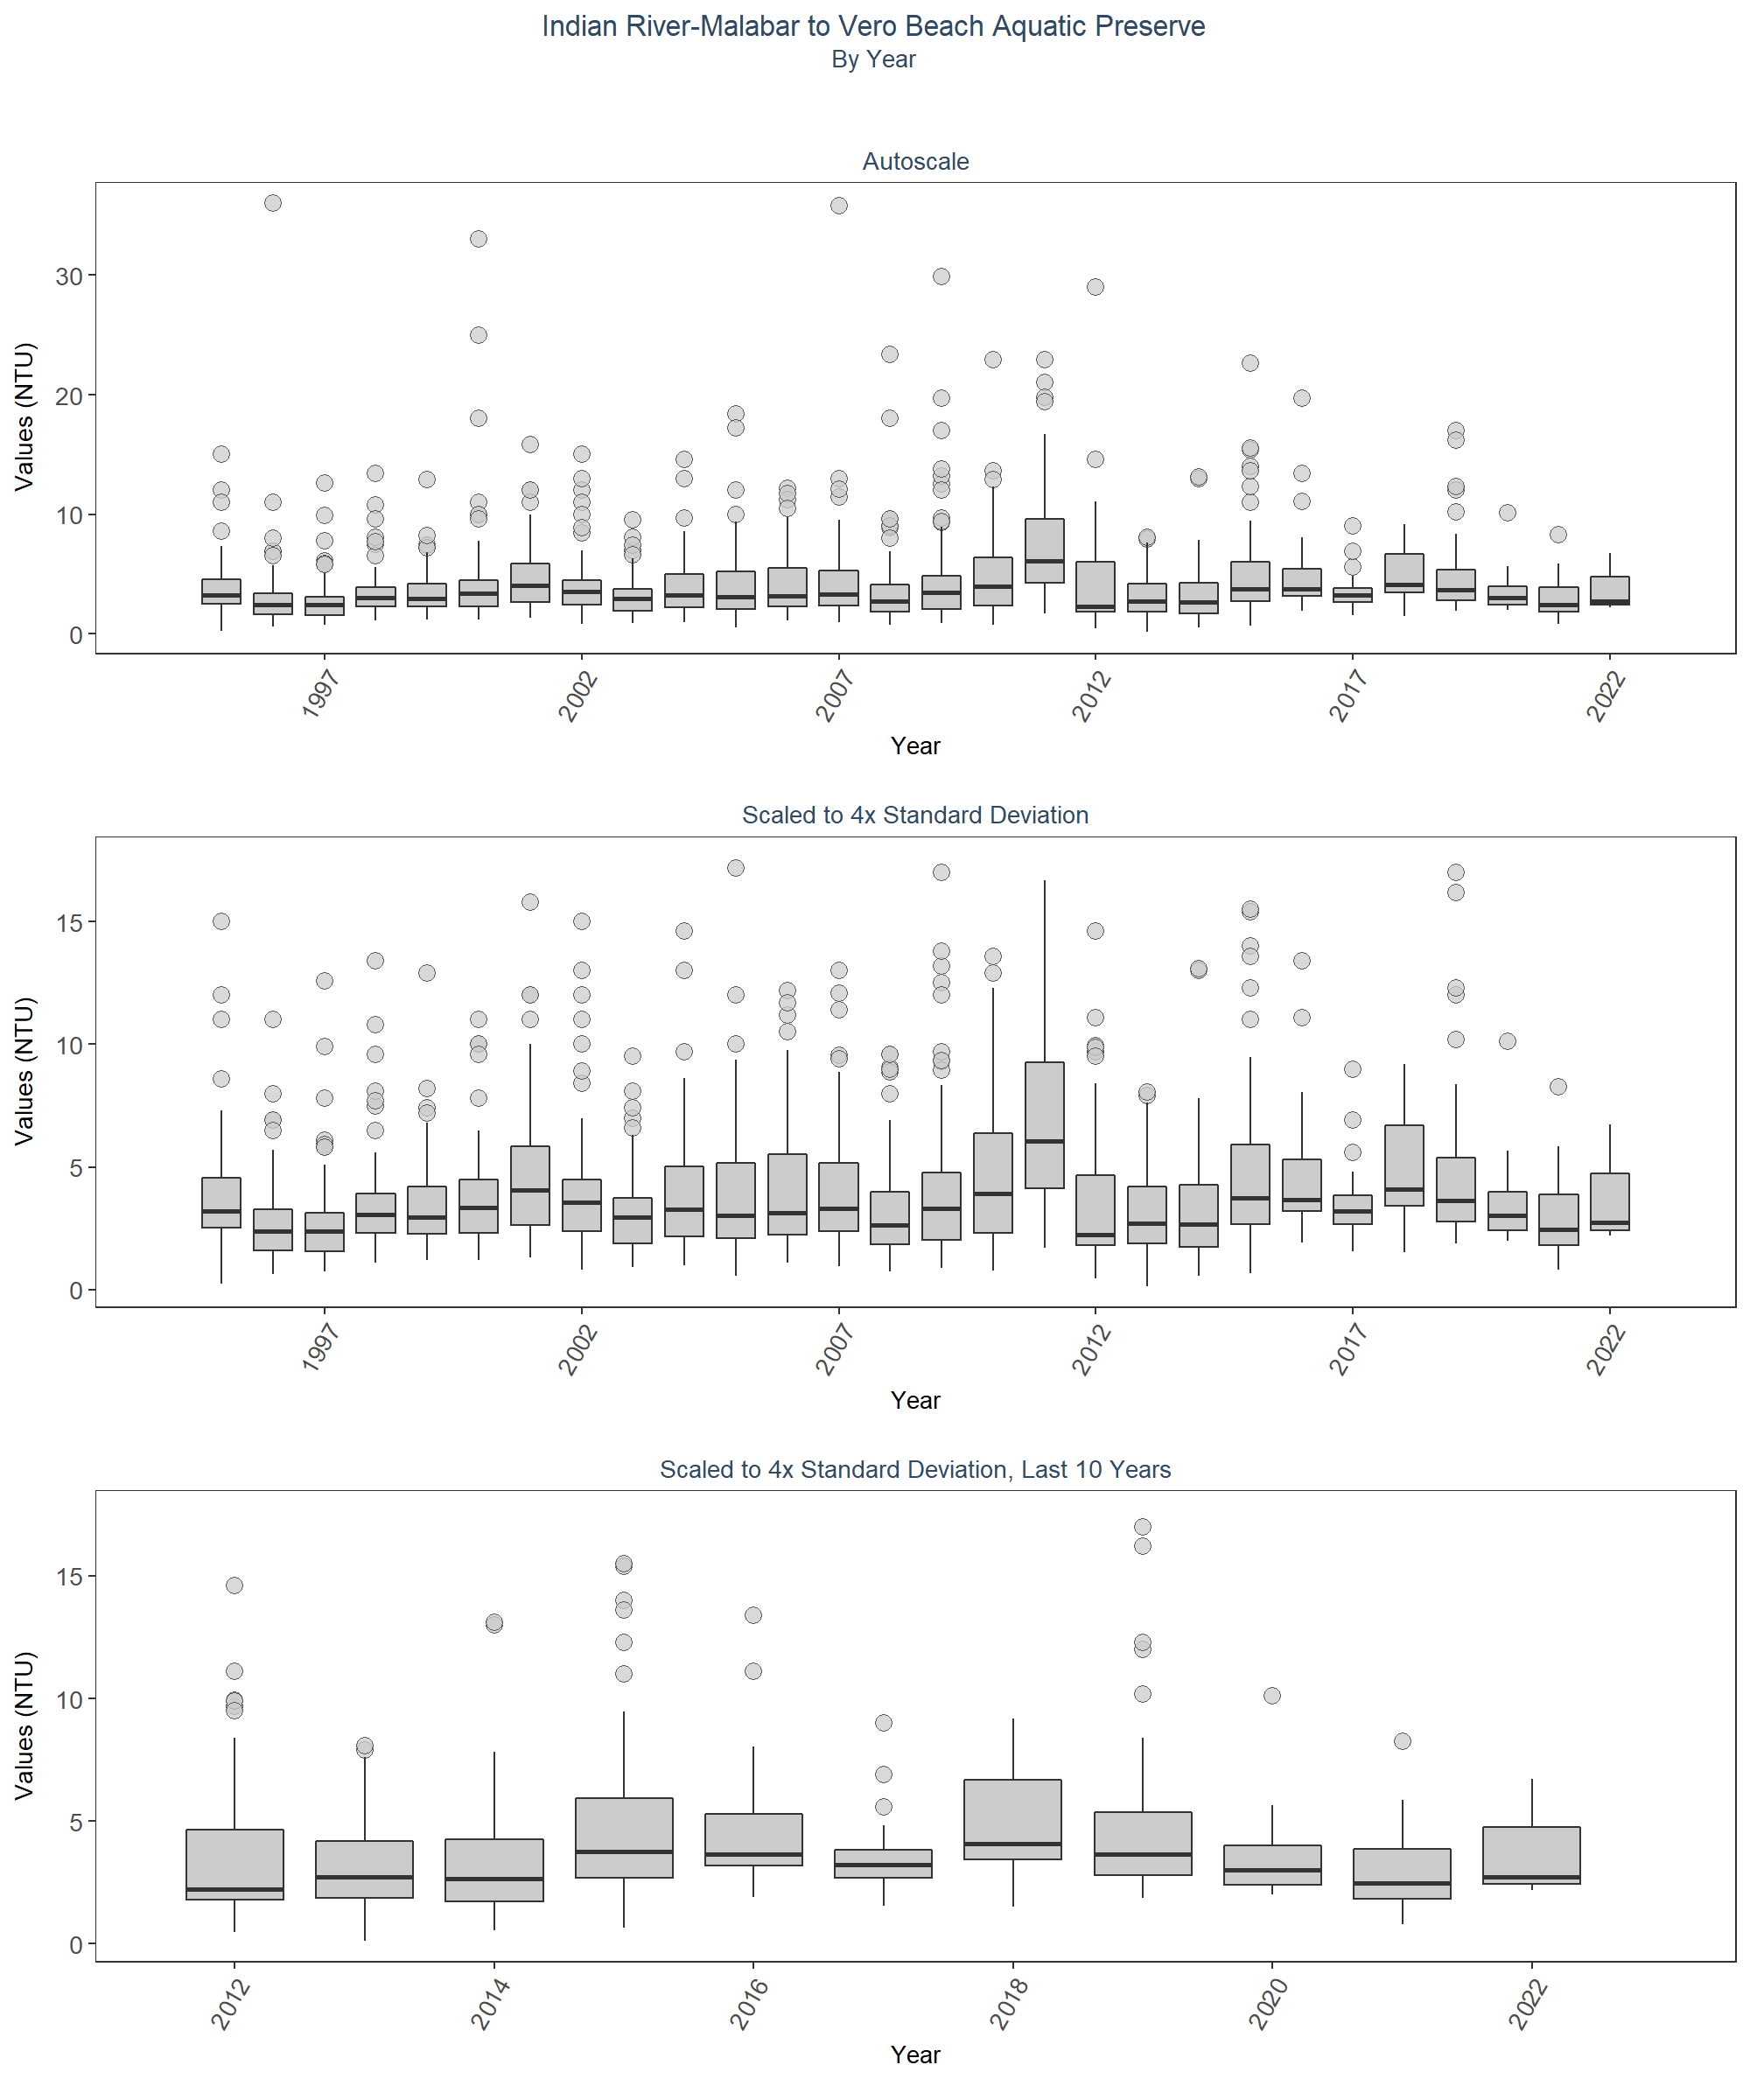 Indian River-Malabar to Vero Beach Aquatic Preserve
By Year
Autoscale
Values (NTU)
30
20
10
0
1997
2002
2007
2012
2017
2022
Year
Scaled to 4x Standard Deviation
Values (NTU)
15
10
5
0
1997
2002
2007
2012
2017
2022
Year
Scaled to 4x Standard Deviation, Last 10 Years
Values (NTU)
15
10
5
0
2012
2014
2016
2018
2020
2022
Year